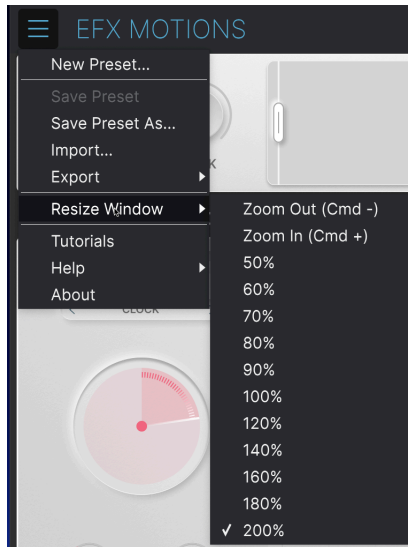 EFX MOTIONS
New Preset...
Save Preset
Save Preset As...
Import...
Export
Resize Window
Tutorials
Help
About
Zoom Out (Cmd -)
Zoom In (Cmd +)
50%
60%
70%
80%
90%
100%
120%
140%
160%
180%
200%
CLOCK